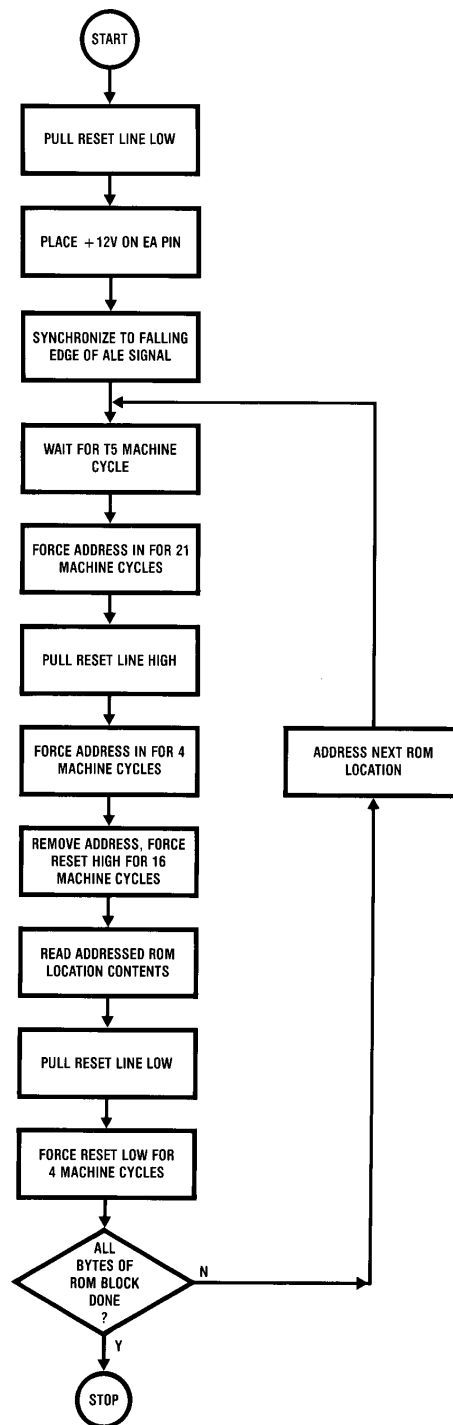 START
PULL RESET LINE LOW
PLACE +12V ON EA PIN
SYNCHRONIZE TO FALLING
EDGE OF ALE SIGNAL
WAIT FOR T5 MACHINE
CYCLE
FORCE ADDRESS IN FOR 21
MACHINE CYCLES
PULL RESET LINE HIGH
FORCE ADDRESS IN FOR 4
MACHINE CYCLES
ADDRESS NEXT ROM
LOCATION
REMOVE ADDRESS, FORCE
RESET HIGH FOR 16
MACHINE CYCLES
READ ADDRESSED ROM
LOCATION CONTENTS
PULL RESET LINE LOW
FORCE RESET LOW FOR
4 MACHINE CYCLES
ALL
BYTES OF
ROM BLOCK
DONE
?
N
Y
STOP